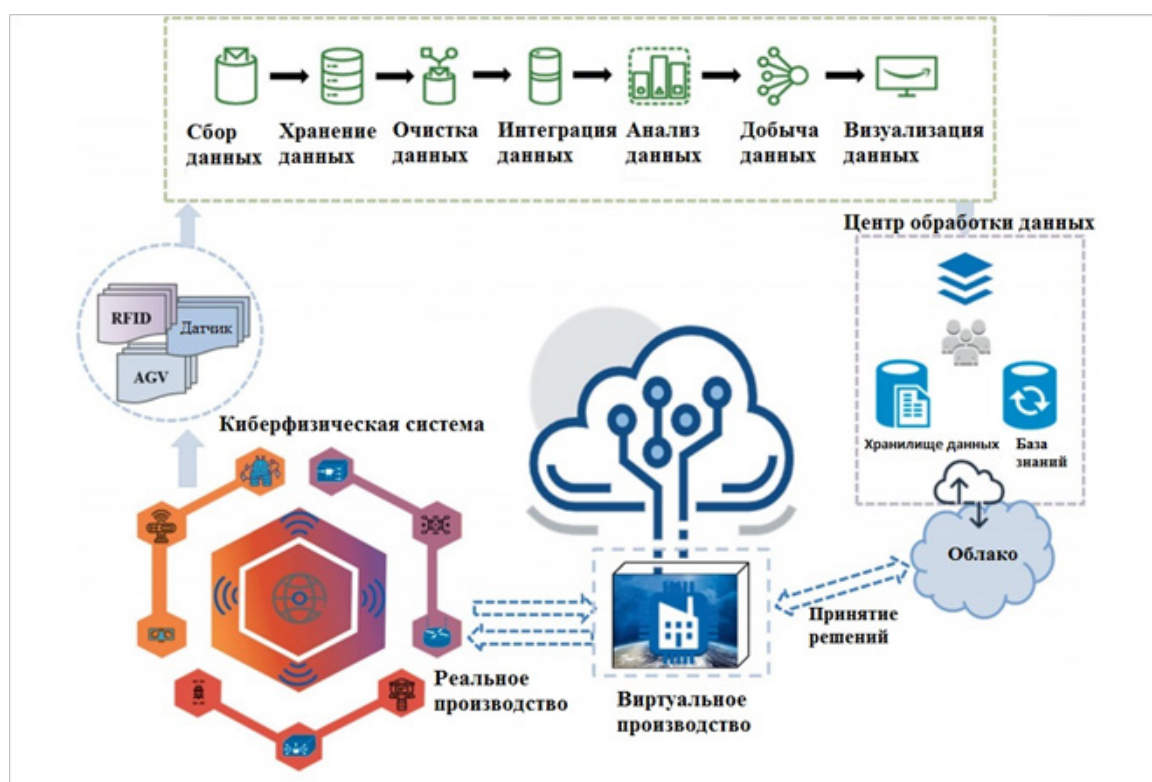 Сбор
данных
Хранение
данных
Очистка
данных
Интеграция
данных
Анализ
данных
Добыча
данных
Визуализация
данных
Центр обработки данных
RFID
Датчик
AGV
Хранилище данных
База
знаний
Киберфизическая система
Облако
Принятие
решений
Реальное
производство
Виртуальное
производство